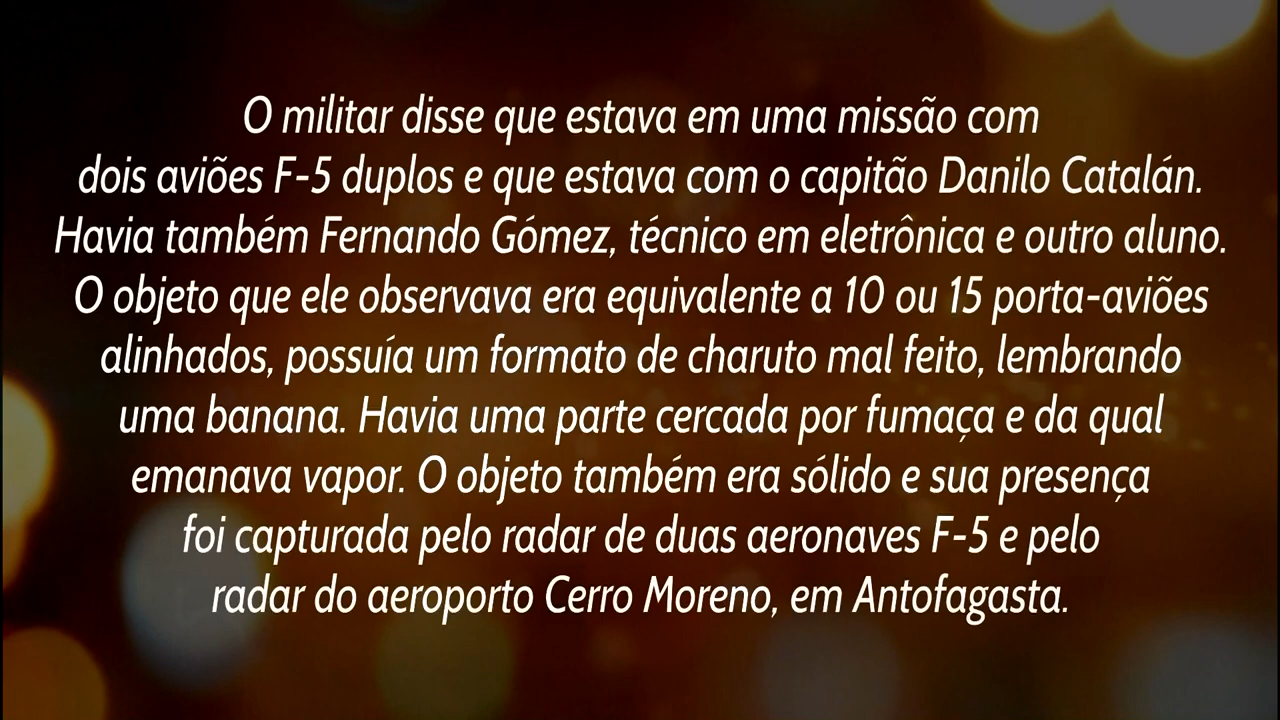 O militar disse que estava em uma missão com
dois aviões F-5 duplos e que estava com o capitão Danilo Catalán.
Havia também Fernando Gómez, técnico em eletrônica e outro aluno.
O objeto que ele observava era equivalente a 10 ou 15 porta-aviões
alinhados, possuía um formato de charuto mal feito, lembrando
uma banana. Havia uma parte cercada por fumaça e da qual
emanava vapor. O objeto também era sólido e sua presença
foi capturada pelo radar de duas aeronaves F-5 e pelo
radar do aeroporto Cerro Moreno, em Antofagasta.